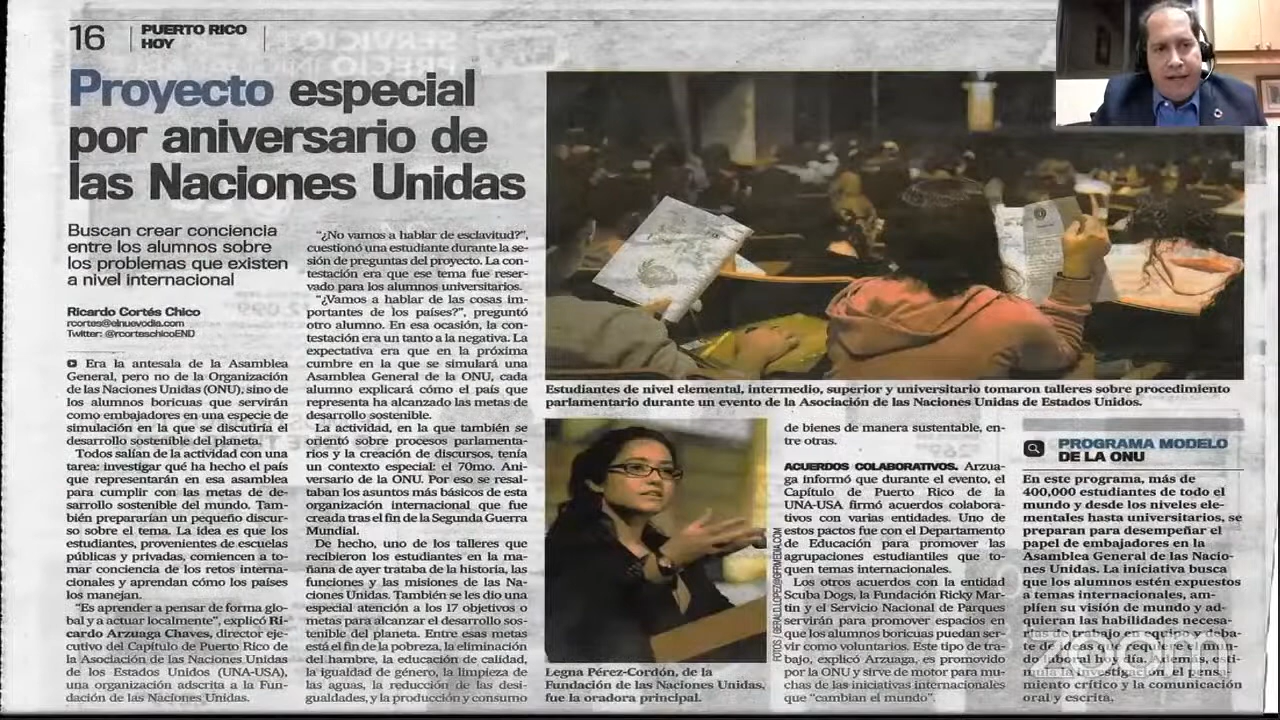 16
PUERTO RICO
HOY
Proyecto especial
por aniversario de
las Naciones Unidas
Buscan crear conciencia
entre los alumnos sobre
los problemas que existen
a nivel internacional
Ricardo Cortés Chico
rcortes@elnuevodia.com
Twitter: @rcorteschicoEND
Era la antesala de la Asamblea
General, pero no de la Organización
de las Naciones Unidas (ONU), sino de
los alumnos boricuas que servirán
como embajadores en una especie de
simulación en la que se discutiría el
desarrollo sostenible del planeta.
Todos salían de la actividad con una
tarea: investigar qué ha hecho el país
que representarán en esa asamblea
para cumplir con las metas de de-
sarrollo sostenible del mundo. Tam-
bién prepararían un pequeño discur-
so sobre el tema. La idea es que los
estudiantes, provenientes de escuelas
públicas y privadas, comiencen a to-
mar conciencia de los retos interna-
cionales y aprendan cómo los países
los manejan.
"Es aprender a pensar de forma glo-
bal y a actuar localmente", explicó Ri-
cardo Arzuaga Chaves, director eje-
cutivo del Capítulo de Puerto Rico de
la Asociación de las Naciones Unidas
de los Estados Unidos (UNA-USA),
una organización adscrita a la Fun-
dación de las Naciones Unidas.
"¿No vamos a hablar de esclavitud?",
cuestionó una estudiante durante la se-
sión de preguntas del proyecto. La con-
testación era que ese tema fue reser-
vado para los alumnos universitarios.
"¿Vamos a hablar de las cosas im-
portantes de los países?", preguntó
otro alumno. En esa ocasión, la con-
testación era un tanto a la negativa. La
expectativa era que en la próxima
cumbre en la que se simulará una
Asamblea General de la ONU, cada
alumno explicará cómo el país que
representa ha alcanzado las metas de
desarrollo sostenible.
La actividad, en la que también se
orientó sobre procesos parlamenta-
rios y la creación de discursos, tenía
un contexto especial: el 70mo. Ani-
versario de la ONU. Por eso se resal-
taban los asuntos más básicos de esta
organización internacional que fue
creada tras el fin de la Segunda Guerra
Mundial.
De hecho, uno de los talleres que
recibieron los estudiantes en la ma-
ñana de ayer trataba de la historia, las
funciones y las misiones de las Na-
ciones Unidas. También se les dio una
especial atención a los 17 objetivos o
metas para alcanzar el desarrollo sos-
tenible del planeta. Entre esas metas
está el fin de la pobreza, la eliminación
del hambre, la educación de calidad,
la igualdad de género, la limpieza de
las aguas, la reducción de las desi-
gualdades, y la producción y consumo
Estudiantes de nivel elemental, intermedio, superior y universitario tomaron talleres sobre procedimiento
parlamentario durante un evento de la Asociación de las Naciones Unidas de Estados Unidos.
FOTOS / GERALD.LOPEZ@GFRMEDIA.COM
Legna Pérez-Cordón, de la
Fundación de las Naciones Unidas,
fue la oradora principal.
de bienes de manera sustentable, en-
tre otras.
ACUERDOS COLABORATIVOS. Arzua-
ga informó que durante el evento, el
Capítulo de Puerto Rico de la
UNA-USA firmó acuerdos colabora-
tivos con varias entidades. Uno de
estos pactos fue con el Departamento
de Educación para promover las
agrupaciones estudiantiles que to-
quen temas internacionales.
Los otros acuerdos con la entidad
Scuba Dogs, la Fundación Ricky Mar-
tin y el Servicio Nacional de Parques
servirán para promover espacios en
que los alumnos boricuas puedan ser-
vir como voluntarios. Este tipo de tra-
bajo, explicó Arzuaga, es promovido
por la ONU y sirve de motor para mu-
chas de las iniciativas internacionales
que "cambian el mundo".
PROGRAMA MODELO
DE LA ONU
En este programa, más de
400,000 estudiantes de todo el
mundo y desde los niveles ele-
mentales hasta universitarios, se
preparan para desempeñar el
papel de embajadores en la
Asamblea General de las Nacio-
nes Unidas. La iniciativa busca
que los alumnos estén expuestos
a temas internacionales, am-
plíen su visión de mundo y ad-
quieran las habilidades necesa-
rias de trabajo en equipo y deba-
te de ideas que requiere el mun-
do laboral hoy día. Además, esti-
mula la investigación, el pensa-
miento crítico y la comunicación
oral y escrita.
zoom